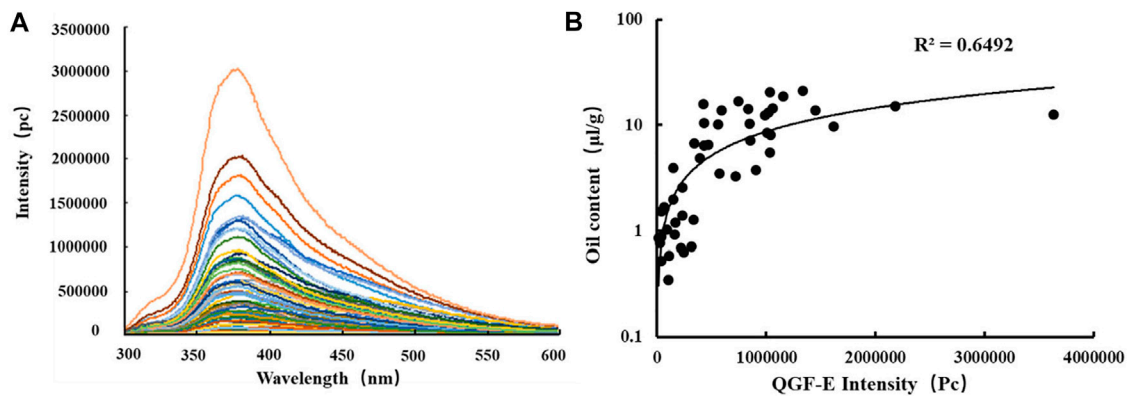 A
Intensity (pc)
3500000
3000000
2500000
2000000
1500000
1000000
500000
0
300 350 400 450 500 550 600
Wavelength (nm)
B
Oil content (μl/g)
100
10
1
0.1
R² = 0.6492
0 1000000 2000000 3000000 4000000
QGF-E Intensity (Pc)